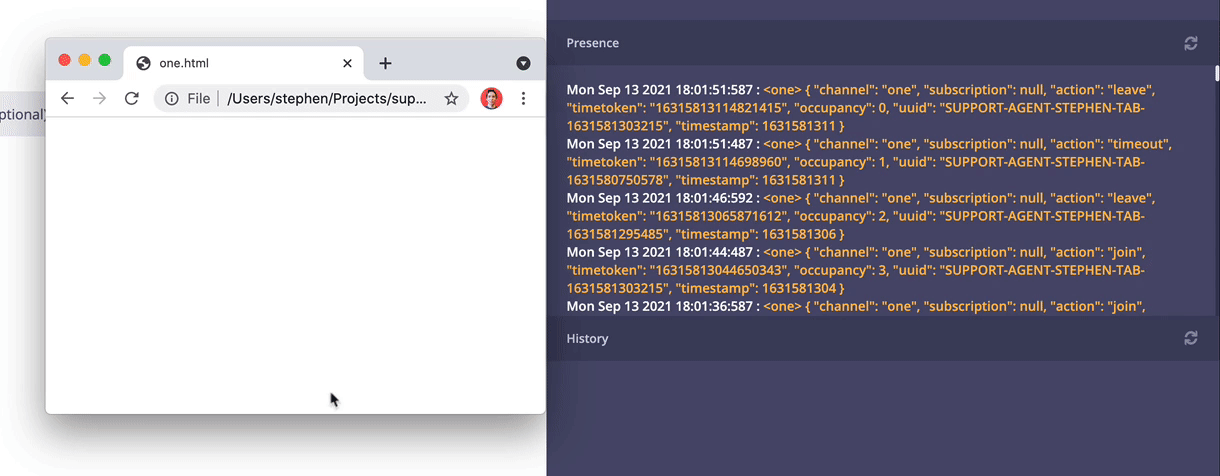 ptional)
one.html
File
/Users/stephen/Projects/sup...
Presence
Mon Sep 13 2021 18:01:51:587 : <one> { "channel": "one", "subscription": null, "action": "leave",
"timetoken": "16315813114821415", "occupancy": 0, "uuid": "SUPPORT-AGENT-STEPHEN-TAB-
1631581303215", "timestamp": 1631581311 }
Mon Sep 13 2021 18:01:51:487 : <one> { "channel": "one", "subscription": null, "action": "timeout",
"timetoken": "16315813114698960", "occupancy": 1, "uuid": "SUPPORT-AGENT-STEPHEN-TAB-
1631580750578", "timestamp": 1631581311 }
Mon Sep 13 2021 18:01:46:592 : <one> { "channel": "one", "subscription": null, "action": "leave",
"timetoken": "16315813065871612", "occupancy": 2, "uuid": "SUPPORT-AGENT-STEPHEN-TAB-
1631581295485", "timestamp": 1631581306 }
Mon Sep 13 2021 18:01:44:487 : <one> { "channel": "one", "subscription": null, "action": "join",
"timetoken": "16315813044650343", "occupancy": 3, "uuid": "SUPPORT-AGENT-STEPHEN-TAB-
1631581303215", "timestamp": 1631581304 }
Mon Sep 13 2021 18:01:36:587 : <one> { "channel": "one", "subscription": null, "action": "join",
History